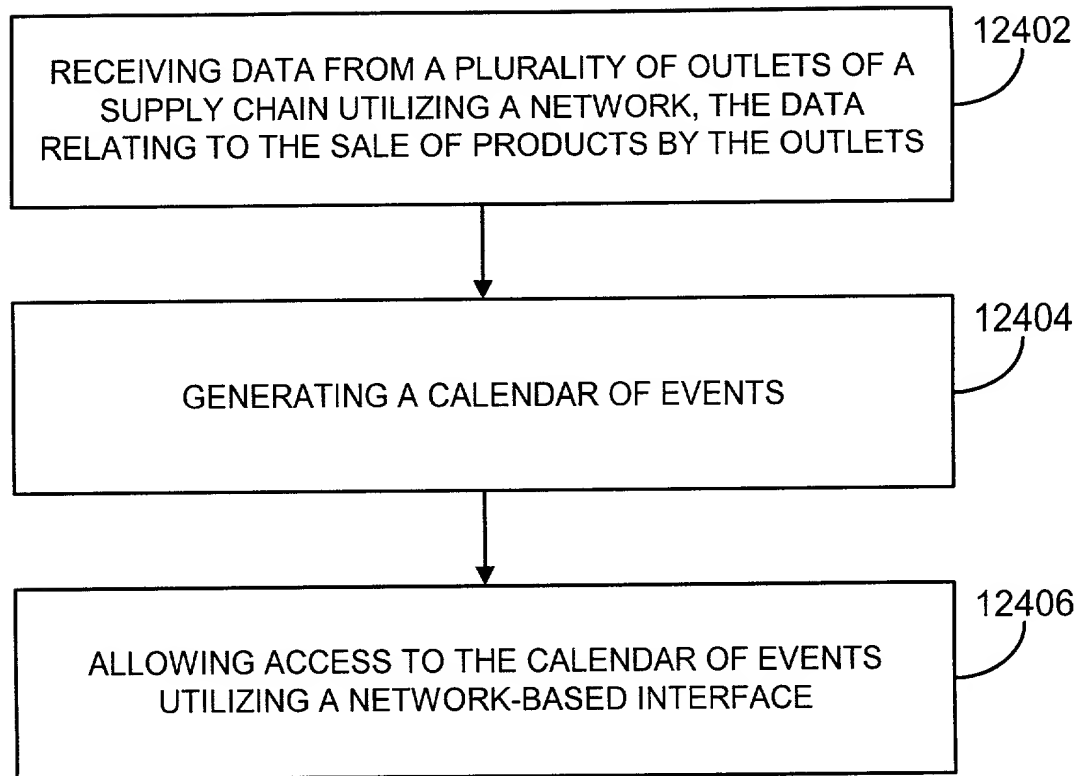 12402
RECEIVING DATA FROM A PLURALITY OF OUTLETS OF A
SUPPLY CHAIN UTILIZING A NETWORK, THE DATA
RELATING TO THE SALE OF PRODUCTS BY THE OUTLETS
12404
GENERATING A CALENDAR OF EVENTS
12406
ALLOWING ACCESS TO THE CALENDAR OF EVENTS
UTILIZING A NETWORK-BASED INTERFACE